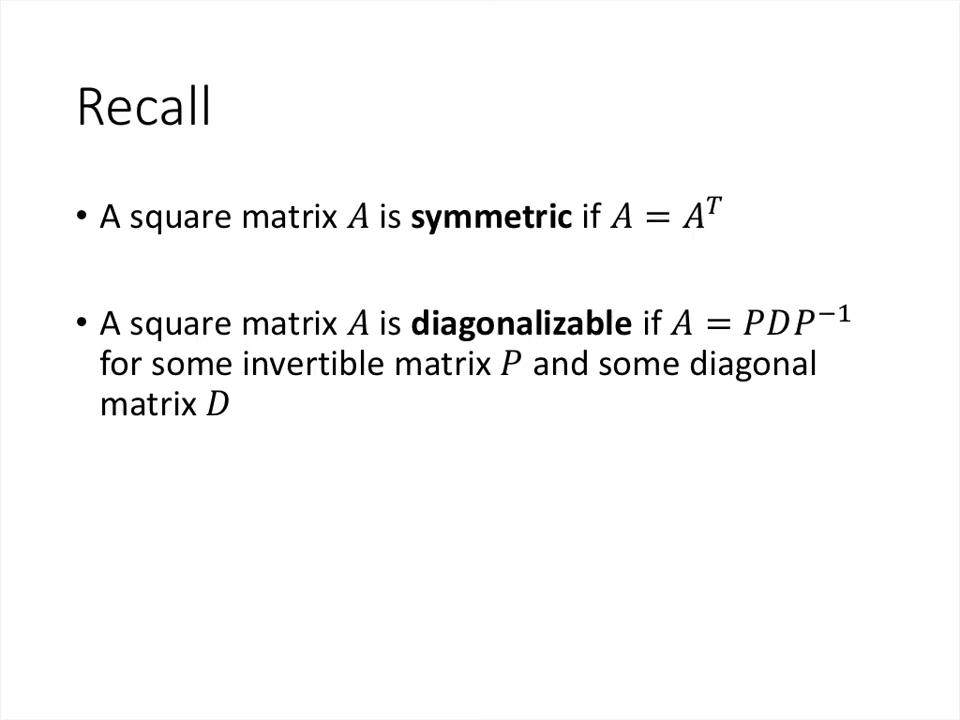 Recall
• A square matrix 𝐴 is symmetric if 𝐴 = 𝐴ᵀ
• A square matrix 𝐴 is diagonalizable if 𝐴 = 𝑃𝐷𝑃⁻¹
for some invertible matrix 𝑃 and some diagonal
matrix 𝐷